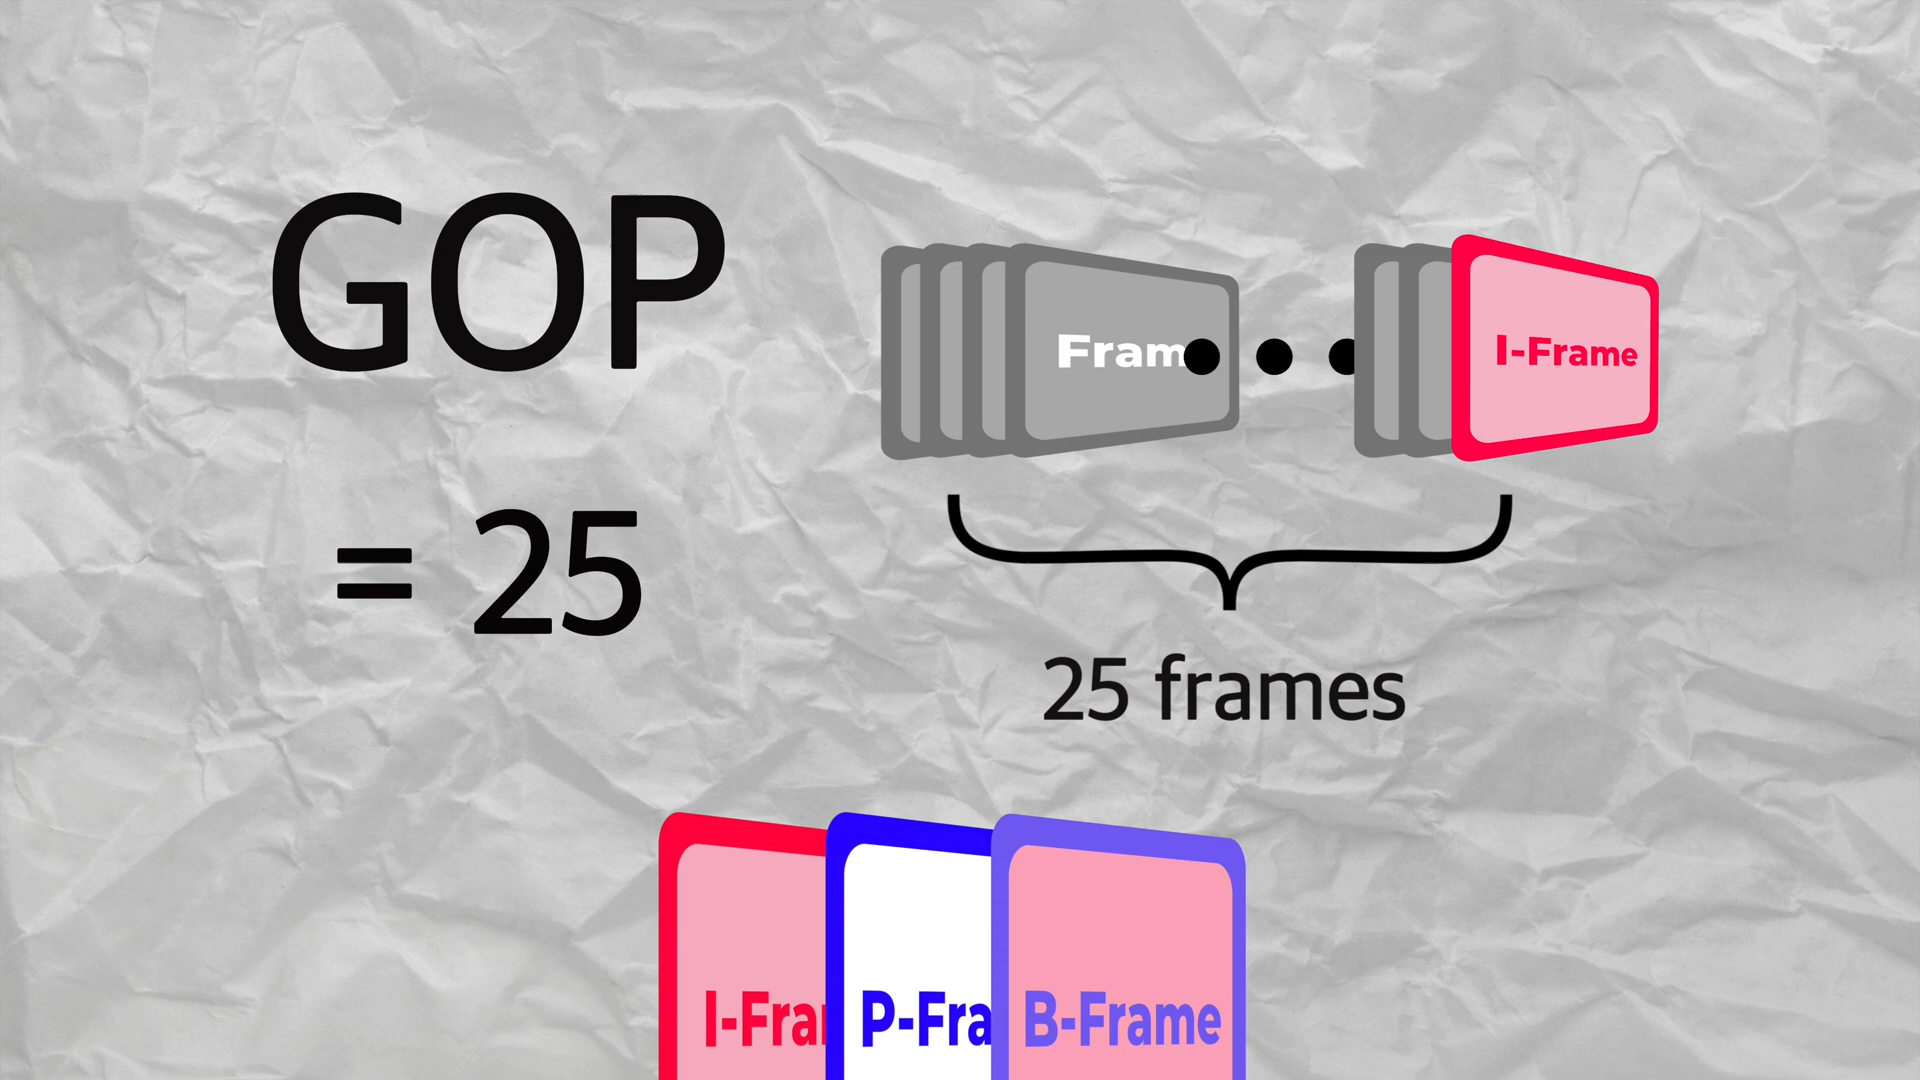 GOP
= 25
Fram
I-Frame
25 frames
I-Fra
P-Fra
B-Frame